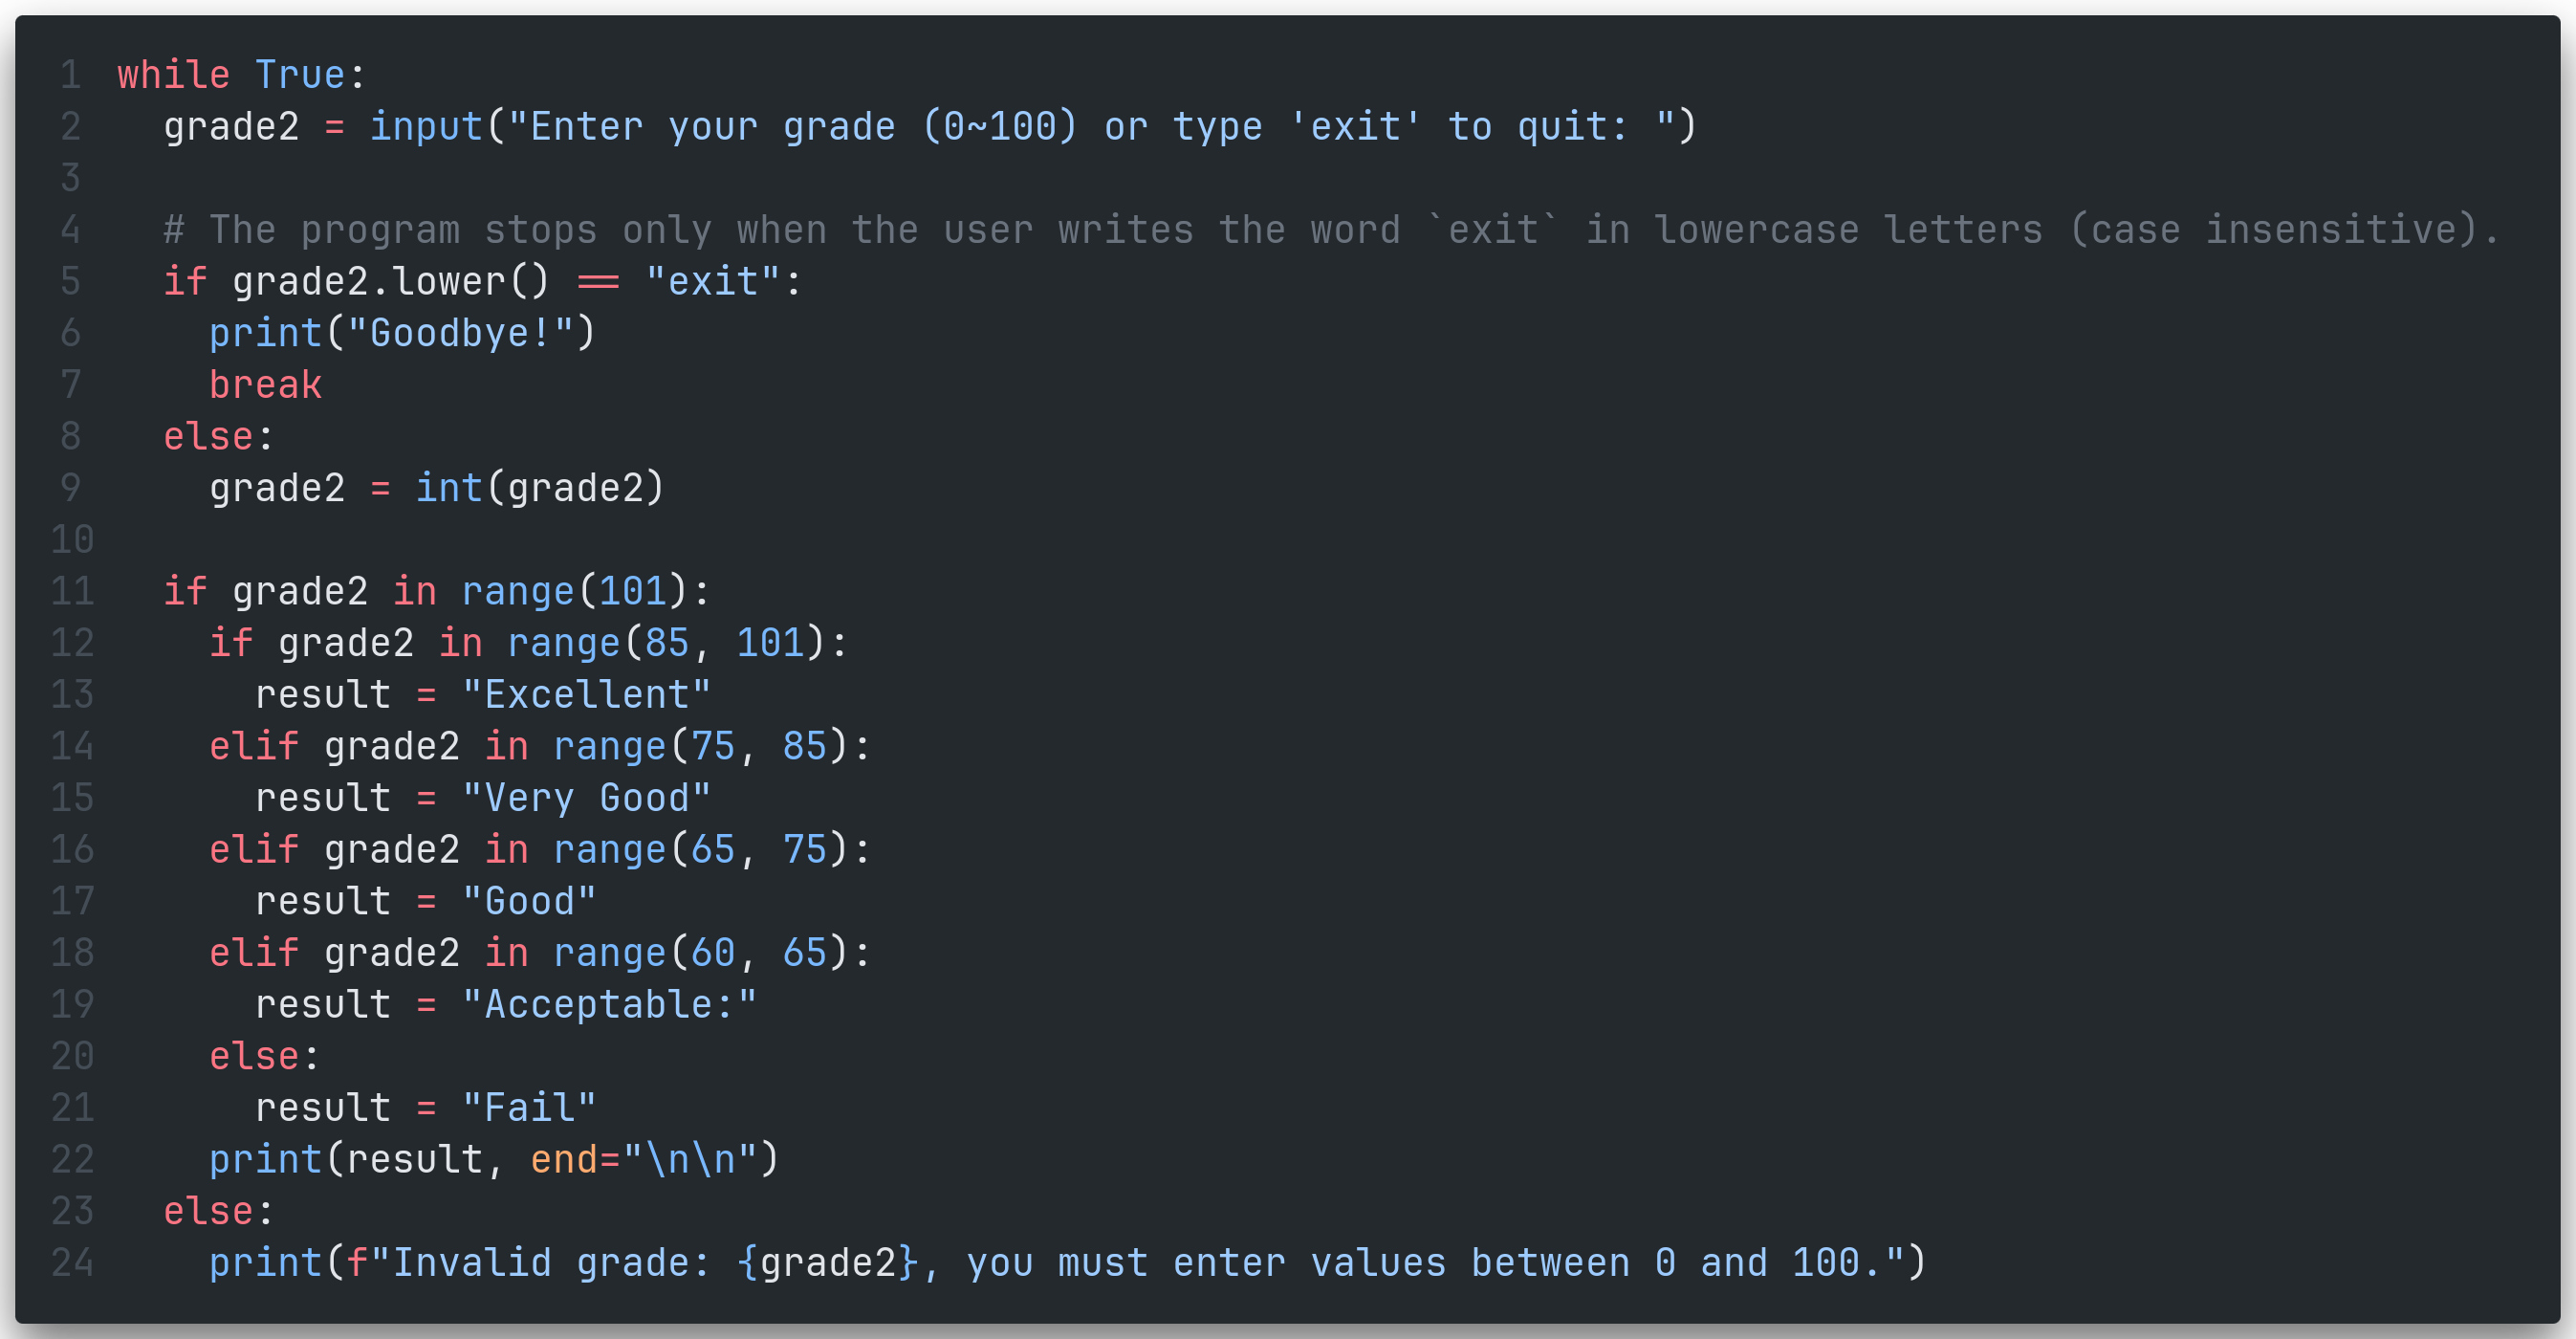 1 while True:
2   grade2 = input("Enter your grade (0~100) or type 'exit' to quit: ")
3
4   # The program stops only when the user writes the word `exit` in lowercase letters (case insensitive).
5   if grade2.lower() == "exit":
6     print("Goodbye!")
7     break
8   else:
9     grade2 = int(grade2)
10
11   if grade2 in range(101):
12     if grade2 in range(85, 101):
13       result = "Excellent"
14     elif grade2 in range(75, 85):
15       result = "Very Good"
16     elif grade2 in range(65, 75):
17       result = "Good"
18     elif grade2 in range(60, 65):
19       result = "Acceptable:"
20     else:
21       result = "Fail"
22     print(result, end="\n\n")
23   else:
24     print(f"Invalid grade: {grade2}, you must enter values between 0 and 100.")